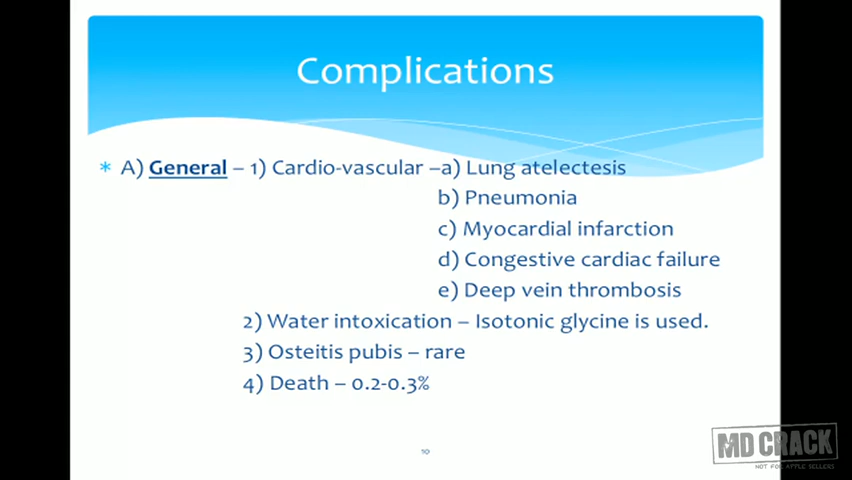 Complications
* A) General – 1) Cardio-vascular –a) Lung atelectesis
b) Pneumonia
c) Myocardial infarction
d) Congestive cardiac failure
e) Deep vein thrombosis
2) Water intoxication – Isotonic glycine is used.
3) Osteitis pubis – rare
4) Death – 0.2-0.3%
MD CRACK
NOT FOR APPLE SELLERS